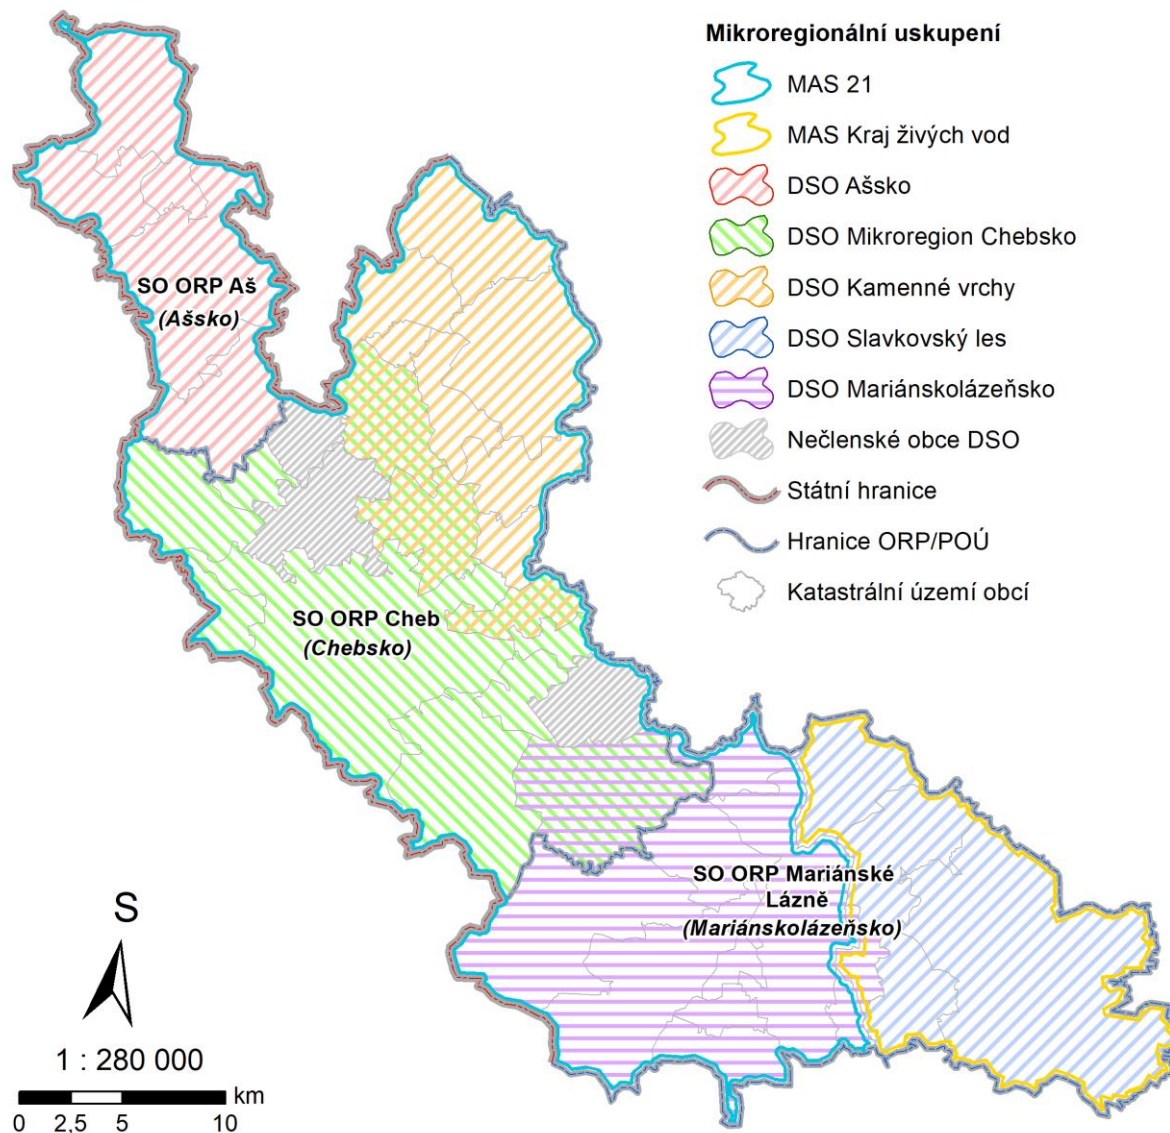 Mikroregionální uskupení
MAS 21
MAS Kraj živých vod
DSO Ašsko
DSO Mikroregion Chebsko
DSO Kamenné vrchy
DSO Slavkovský les
DSO Mariánskolázeňsko
Nečlenské obce DSO
Státní hranice
Hranice ORP/POÚ
Katastrální území obcí
SO ORP Aš
(Ašsko)
SO ORP Cheb
(Chebsko)
SO ORP Mariánské
Lázně
(Mariánskolázeňsko)
S
1 : 280 000
km
0 2,5 5 10